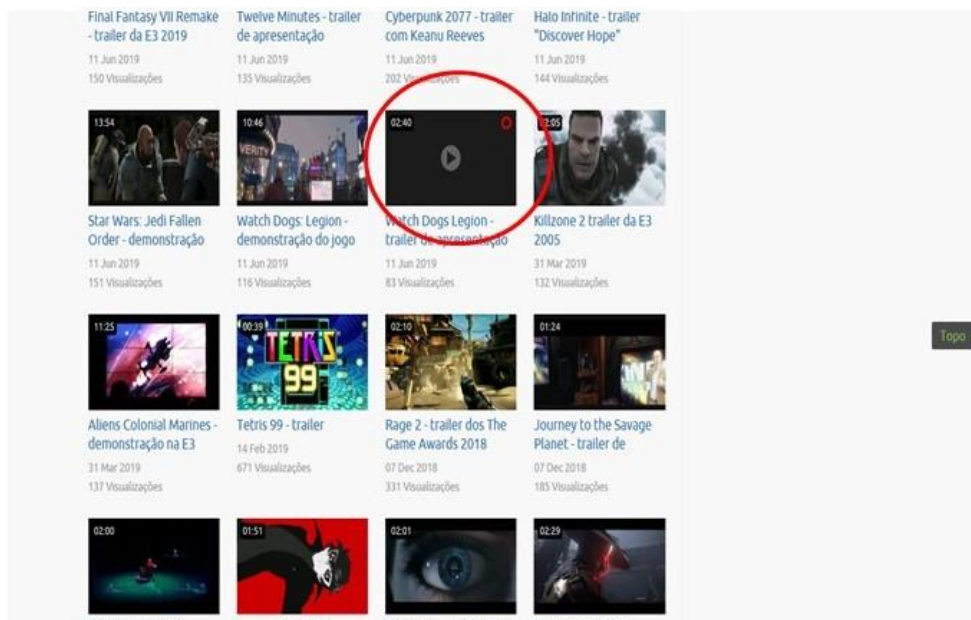 Final Fantasy VII Remake
- trailer da E3 2019
11 Jun 2019
150 Visualizações
Twelve Minutes - trailer
de apresentação
11 Jun 2019
135 Visualizações
Cyberpunk 2077 - trailer
com Keanu Reeves
11 Jun 2019
202 Visualizações
Halo Infinite - trailer
"Discover Hope"
11 Jun 2019
144 Visualizações
13:54
Star Wars: Jedi Fallen
Order - demonstração
11 Jun 2019
151 Visualizações
10:46
VERITY
Watch Dogs: Legion -
demonstração do jogo
11 Jun 2019
116 Visualizações
02:40
Watch Dogs Legion -
trailer de apresentação
11 Jun 2019
83 Visualizações
02:05
Killzone 2 trailer da E3
2005
31 Mar 2019
132 Visualizações
Topo
11:25
Aliens Colonial Marines -
demonstração na E3
31 Mar 2019
137 Visualizações
00:39
TETRIS
99
Tetris 99 - trailer
14 Feb 2019
671 Visualizações
02:10
Rage 2 - trailer dos The
Game Awards 2018
07 Dec 2018
331 Visualizações
01:24
Journey to the Savage
Planet - trailer de
07 Dec 2018
185 Visualizações
02:00
01:51
02:01
02:29